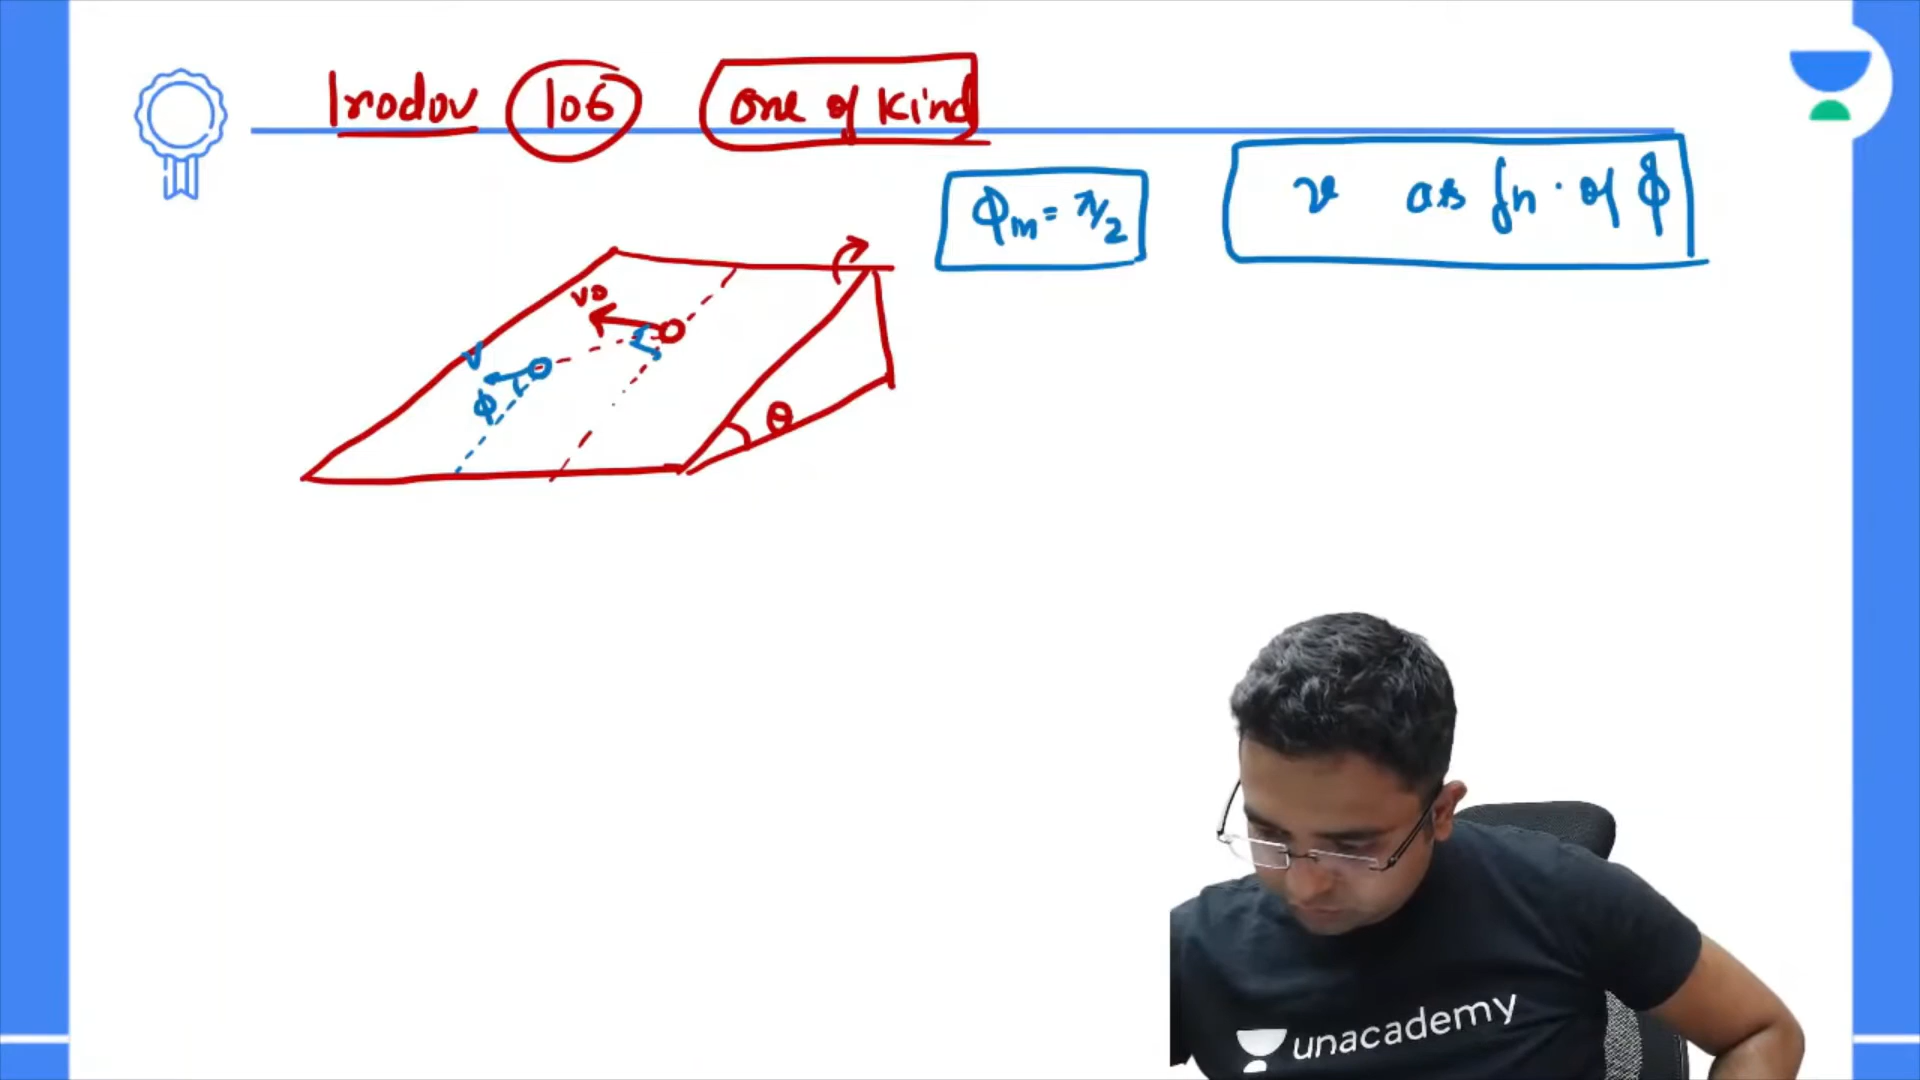 Irodov 106 One of Kind
Φm = π/2
v as fn. of Φ
v0
v
Φ
θ
unacademy